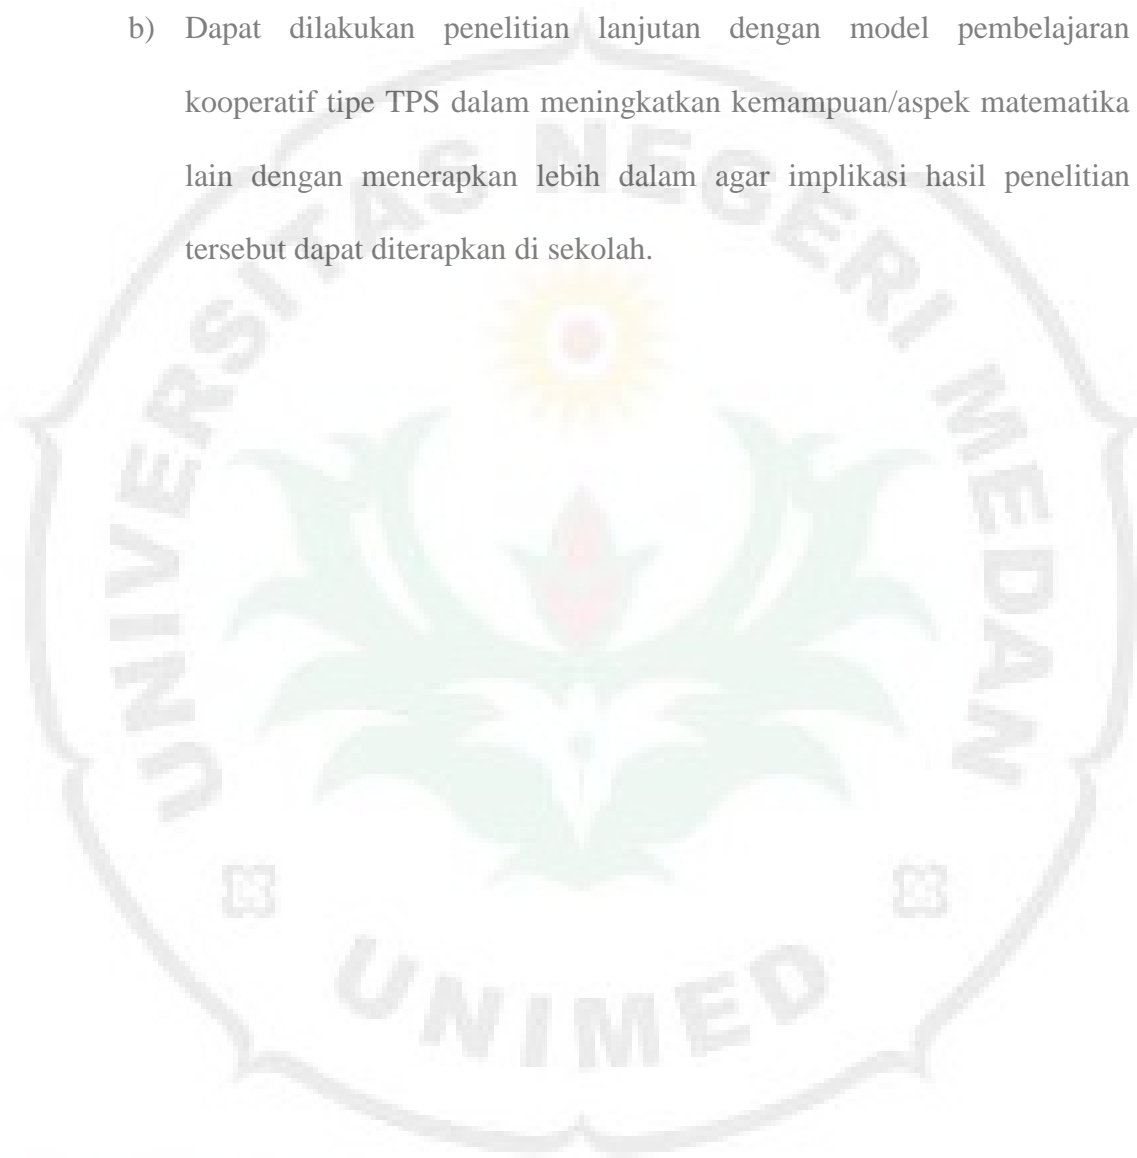 b) Dapat dilakukan penelitian lanjutan dengan model pembelajaran
kooperatif tipe TPS dalam meningkatkan kemampuan/aspek matematika
lain dengan menerapkan lebih dalam agar implikasi hasil penelitian
tersebut dapat diterapkan di sekolah.
UNIVERSITAS NEGERI MEDAN
UNIMED